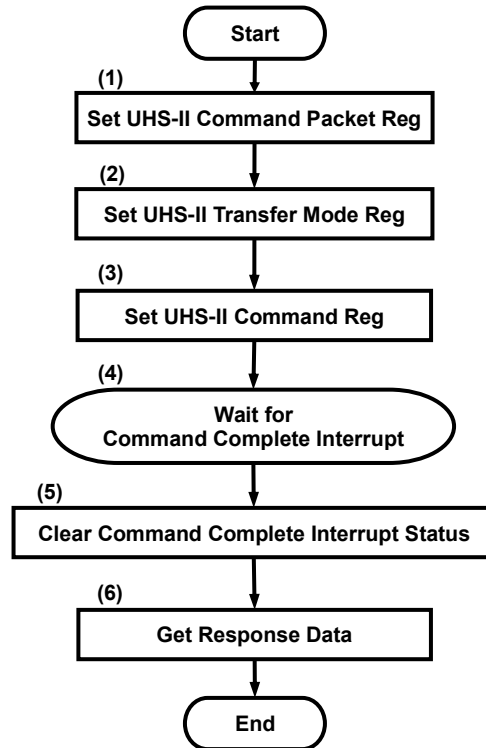 Start
(1)
Set UHS-II Command Packet Reg
(2)
Set UHS-II Transfer Mode Reg
(3)
Set UHS-II Command Reg
(4)
Wait for
Command Complete Interrupt
(5)
Clear Command Complete Interrupt Status
(6)
Get Response Data
End